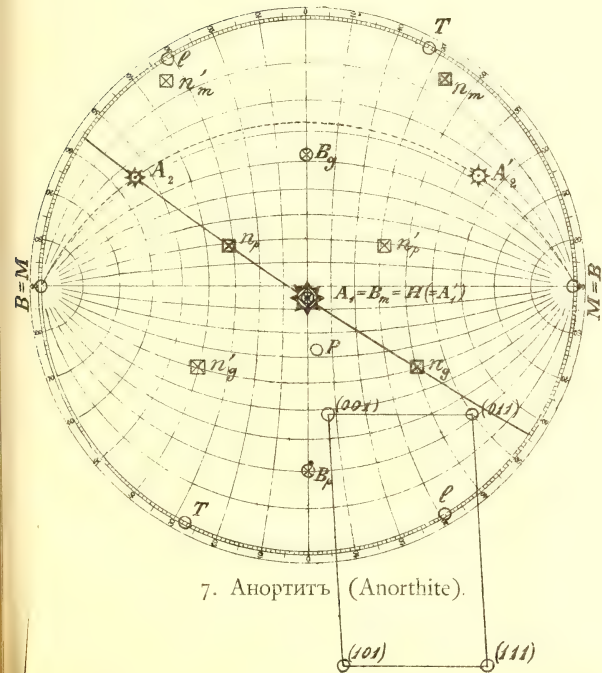 T
ℓ
n'm
nm
Bg
A2
A'2
np
n'p
B=M
M=B
A1=Bm=H(=A'1)
P
n'g
ng
(001)
(011)
Bp
T
ℓ
7. Анортитъ (Anorthite).
(101)
(111)